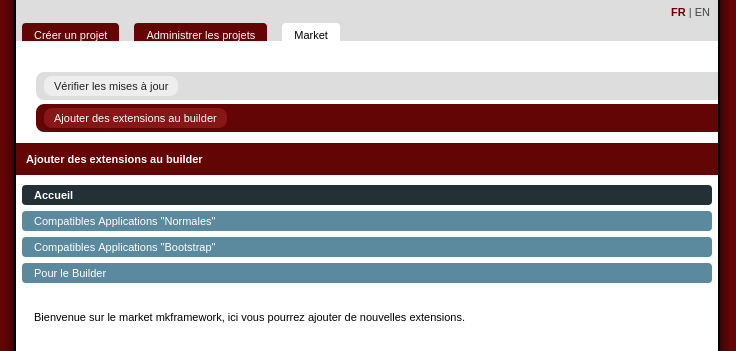 FR | EN
Créer un projet Administrer les projets Market
Vérifier les mises à jour
Ajouter des extensions au builder
Ajouter des extensions au builder
Accueil
Compatibles Applications "Normales"
Compatibles Applications "Bootstrap"
Pour le Builder
Bienvenue sur le market mkframework, ici vous pourrez ajouter de nouvelles extensions.